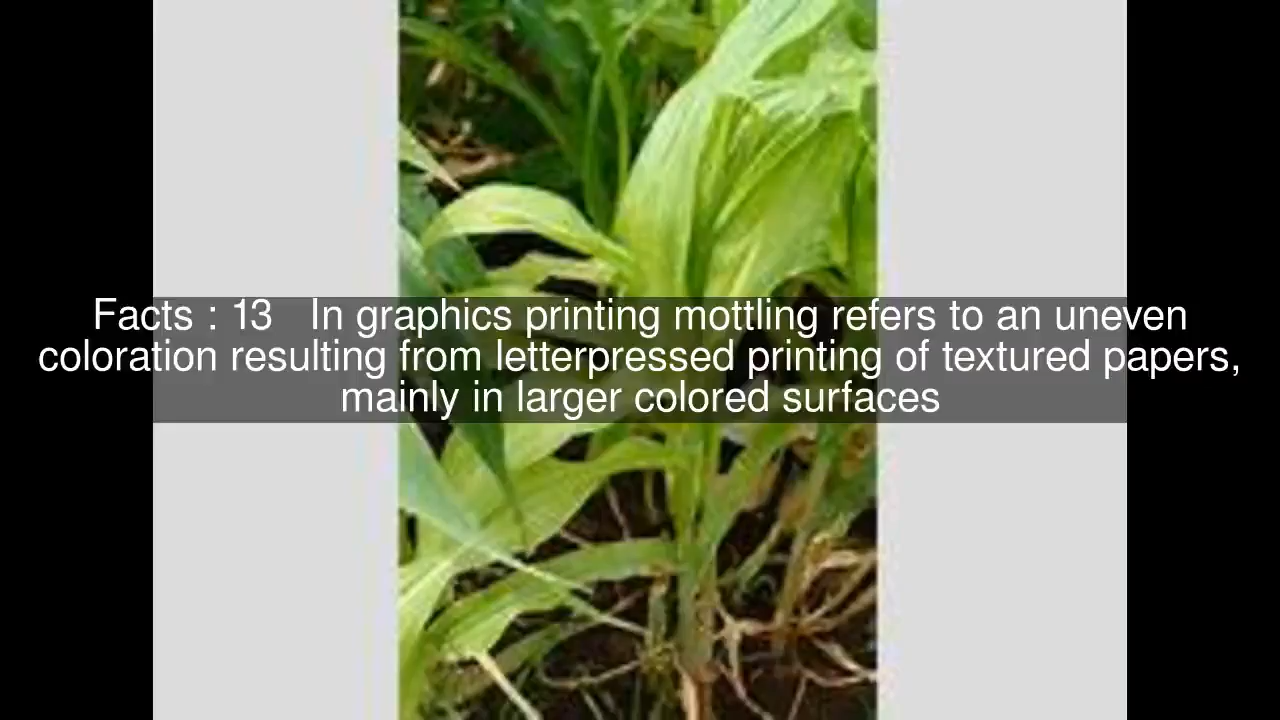 Facts : 13   In graphics printing mottling refers to an uneven
coloration resulting from letterpressed printing of textured papers,
mainly in larger colored surfaces